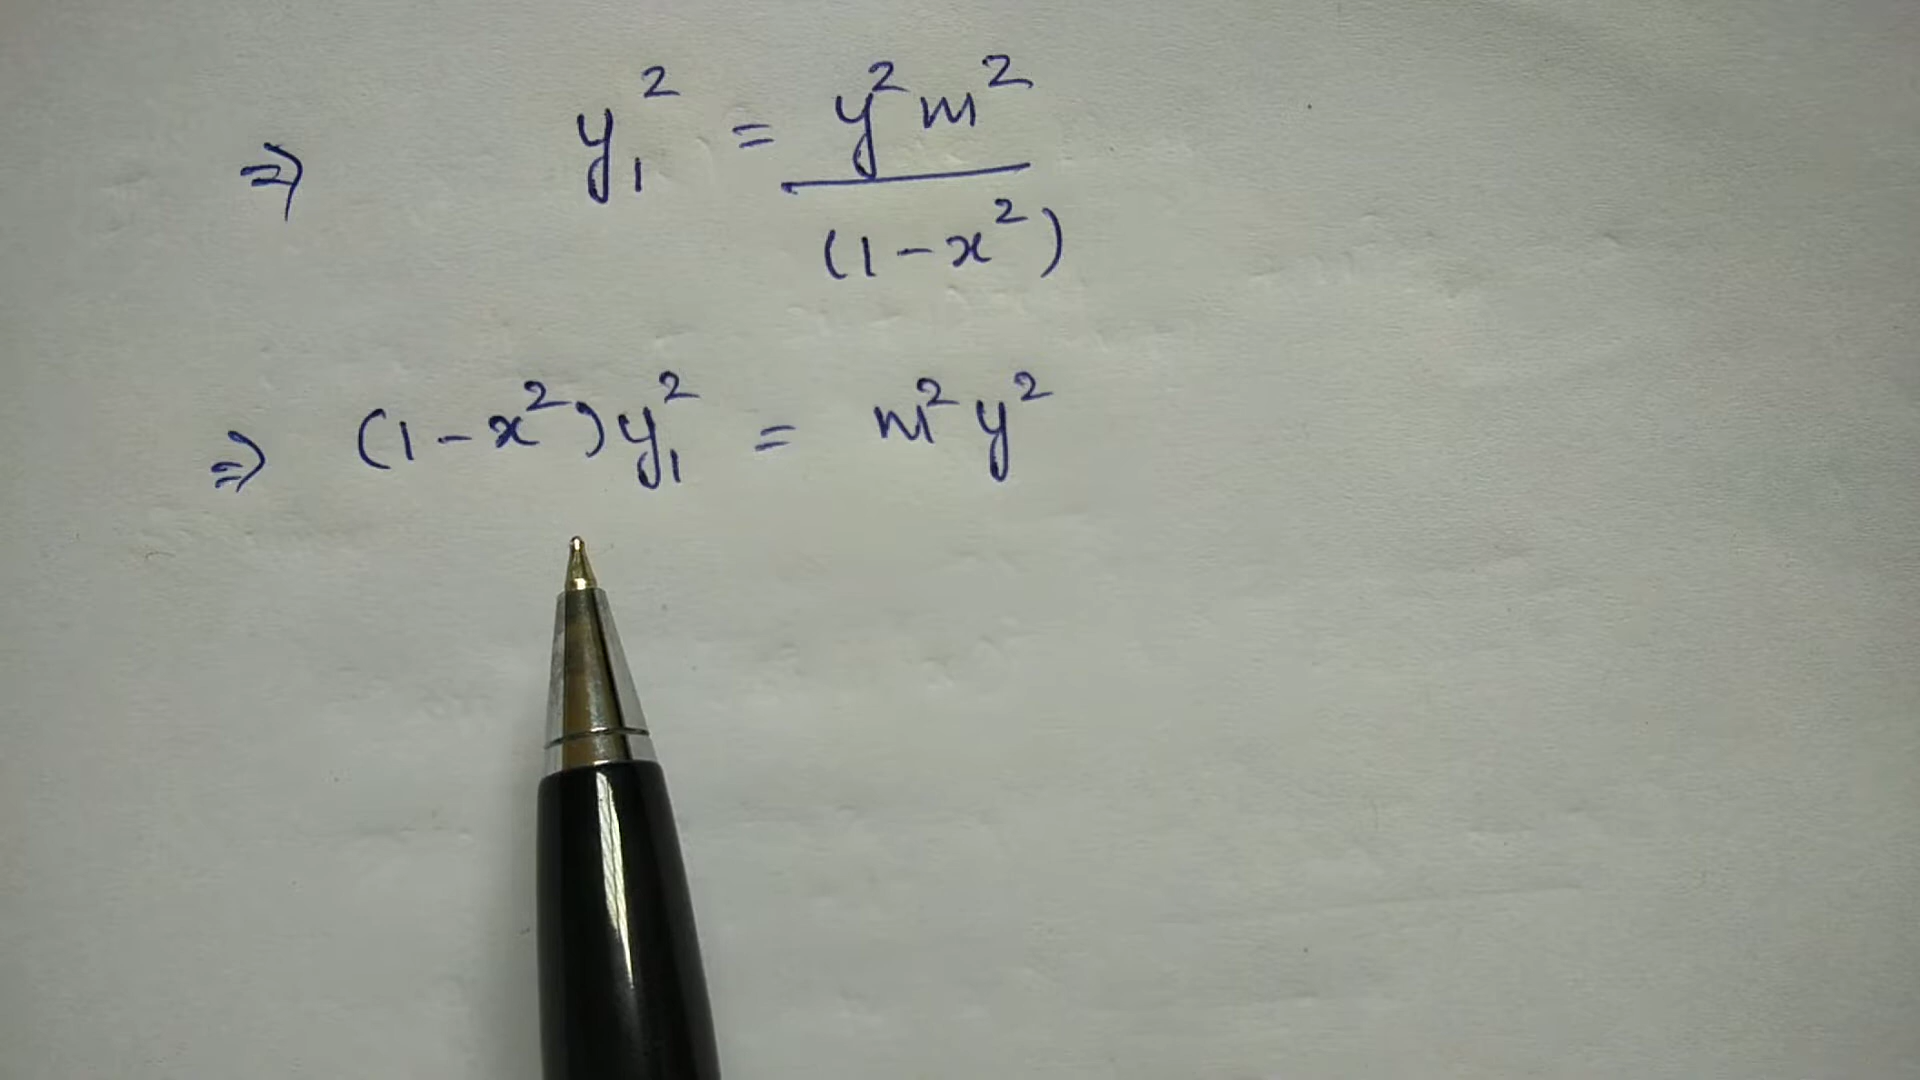 ⇒ y₁² = y²m² / (1-x²)
⇒ (1-x²)y₁² = m²y²